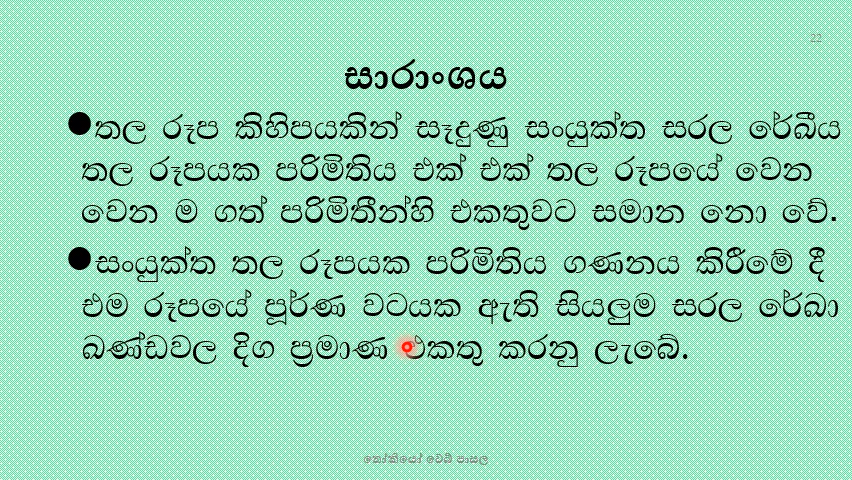 22
සාරාංශය
●තල රූප කිහිපයකින් සෑදුණු සංයුක්ත සරල රේඛීය
තල රූපයක පරිමිතිය එක් එක් තල රූපයේ වෙන
වෙන ම ගත් පරිමිතීන්හි එකතුවට සමාන නො වේ.
●සංයුක්ත තල රූපයක පරිමිතිය ගණනය කිරීමේ දී
එම රූපයේ පූර්ණ වටයක ඇති සියලුම සරල රේඛා
ඛණ්ඩවල දිග ප්‍රමාණ එකතු කරනු ලැබේ.
තෝකියෝ වෙබ් පාසල